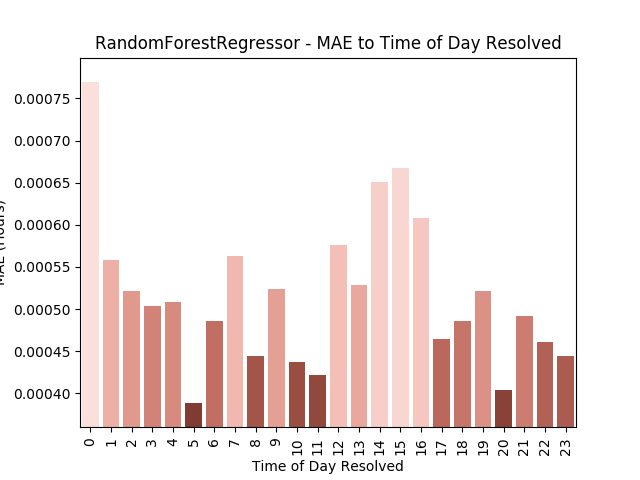 RandomForestRegressor - MAE to Time of Day Resolved
MAE (Hours)
0.00075
0.00070
0.00065
0.00060
0.00055
0.00050
0.00045
0.00040
0 1 2 3 4 5 6 7 8 9 10 11 12 13 14 15 16 17 18 19 20 21 22 23
Time of Day Resolved